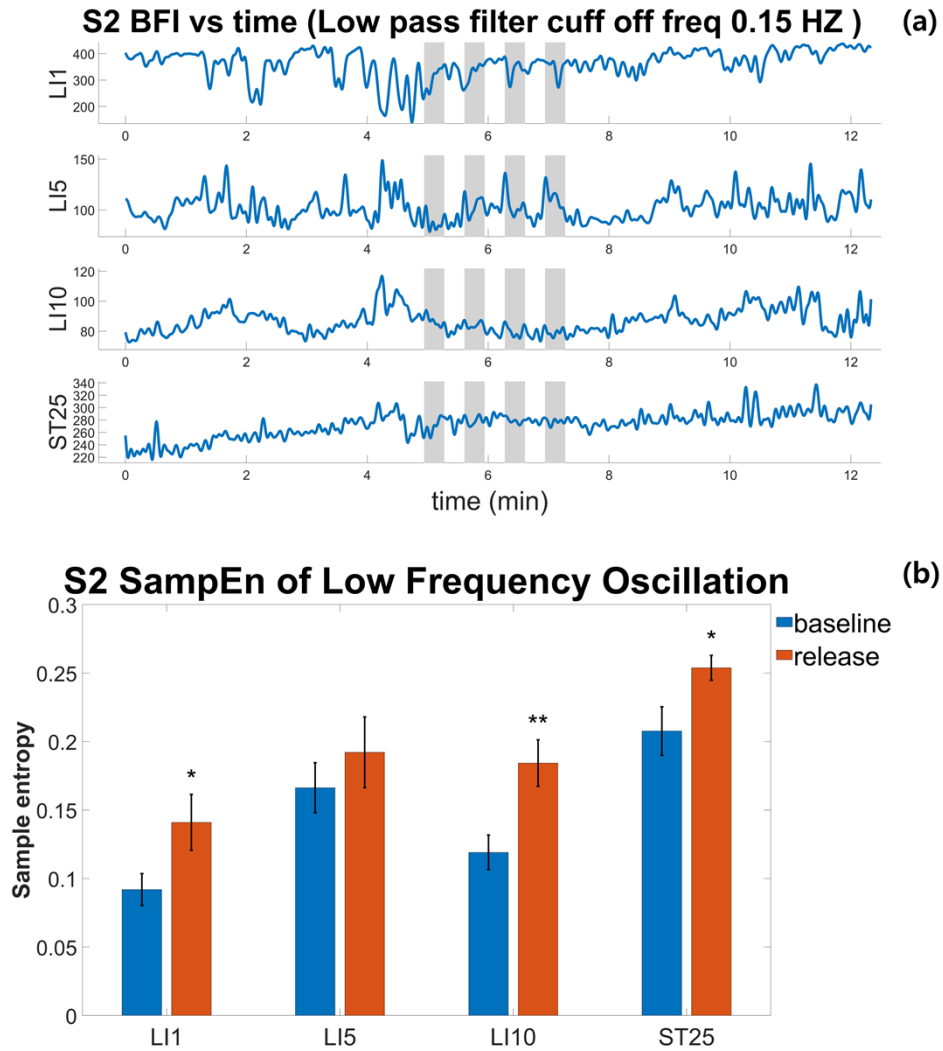 S2 BFI vs time (Low pass filter cuff off freq 0.15 HZ )
(a)
400
300
200
LI1
0 2 4 6 8 10 12
150
100
LI5
0 2 4 6 8 10 12
120
100
80
LI10
0 2 4 6 8 10 12
340
320
300
280
260
240
220
ST25
0 2 4 6 8 10 12
time (min)
S2 SampEn of Low Frequency Oscillation
(b)
0.3
0.25
0.2
0.15
0.1
0.05
0
Sample entropy
baseline
release
*
**
*
LI1 LI5 LI10 ST25